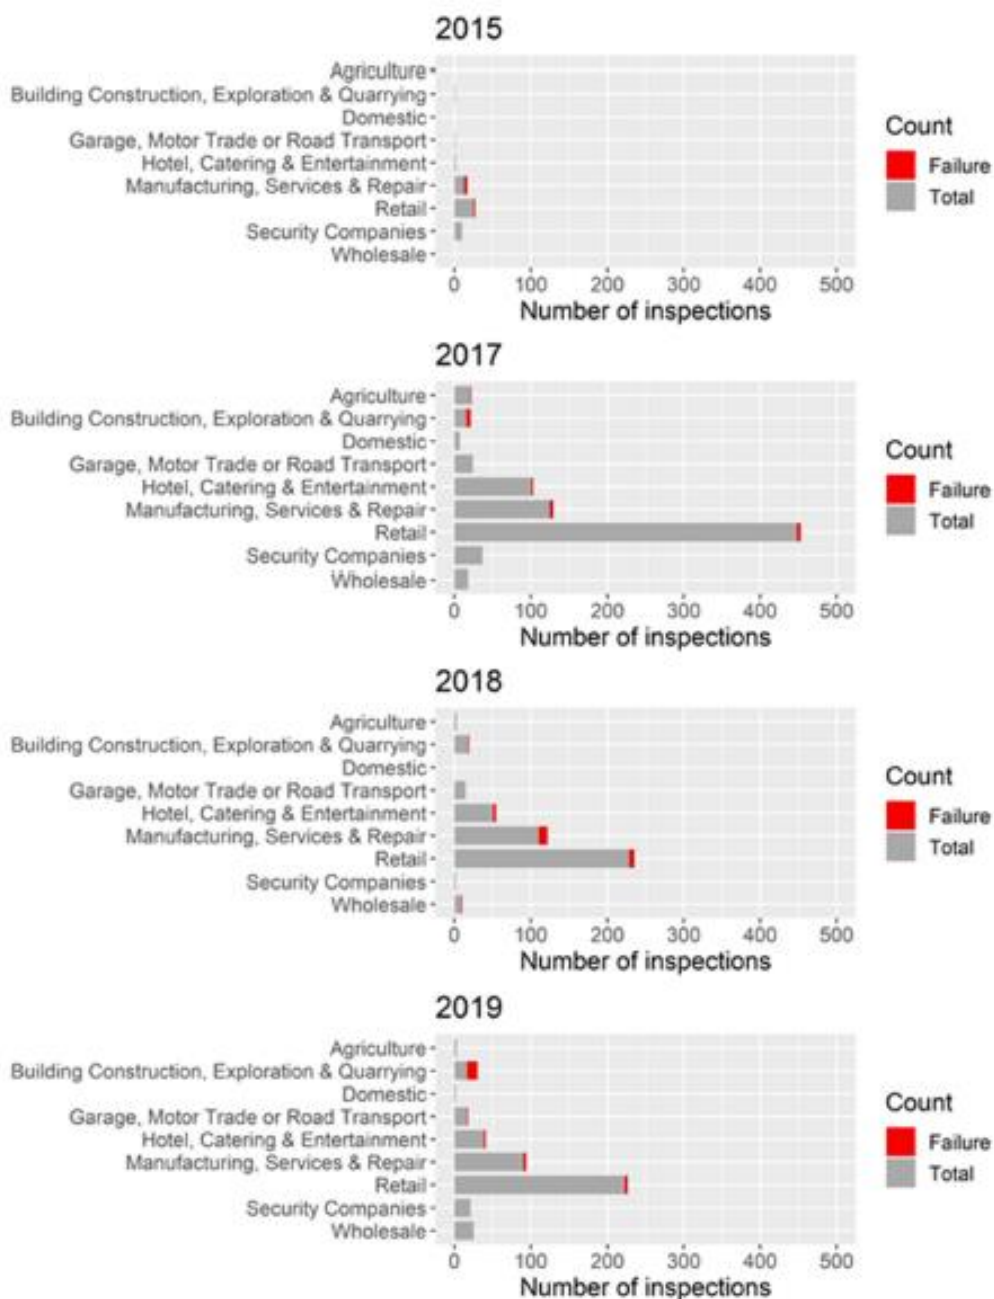 2015
Agriculture
Building Construction, Exploration & Quarrying
Domestic
Garage, Motor Trade or Road Transport
Hotel, Catering & Entertainment
Manufacturing, Services & Repair
Retail
Security Companies
Wholesale
0 100 200 300 400 500
Number of inspections
Count
Failure
Total
2017
Agriculture
Building Construction, Exploration & Quarrying
Domestic
Garage, Motor Trade or Road Transport
Hotel, Catering & Entertainment
Manufacturing, Services & Repair
Retail
Security Companies
Wholesale
0 100 200 300 400 500
Number of inspections
Count
Failure
Total
2018
Agriculture
Building Construction, Exploration & Quarrying
Domestic
Garage, Motor Trade or Road Transport
Hotel, Catering & Entertainment
Manufacturing, Services & Repair
Retail
Security Companies
Wholesale
0 100 200 300 400 500
Number of inspections
Count
Failure
Total
2019
Agriculture
Building Construction, Exploration & Quarrying
Domestic
Garage, Motor Trade or Road Transport
Hotel, Catering & Entertainment
Manufacturing, Services & Repair
Retail
Security Companies
Wholesale
0 100 200 300 400 500
Number of inspections
Count
Failure
Total